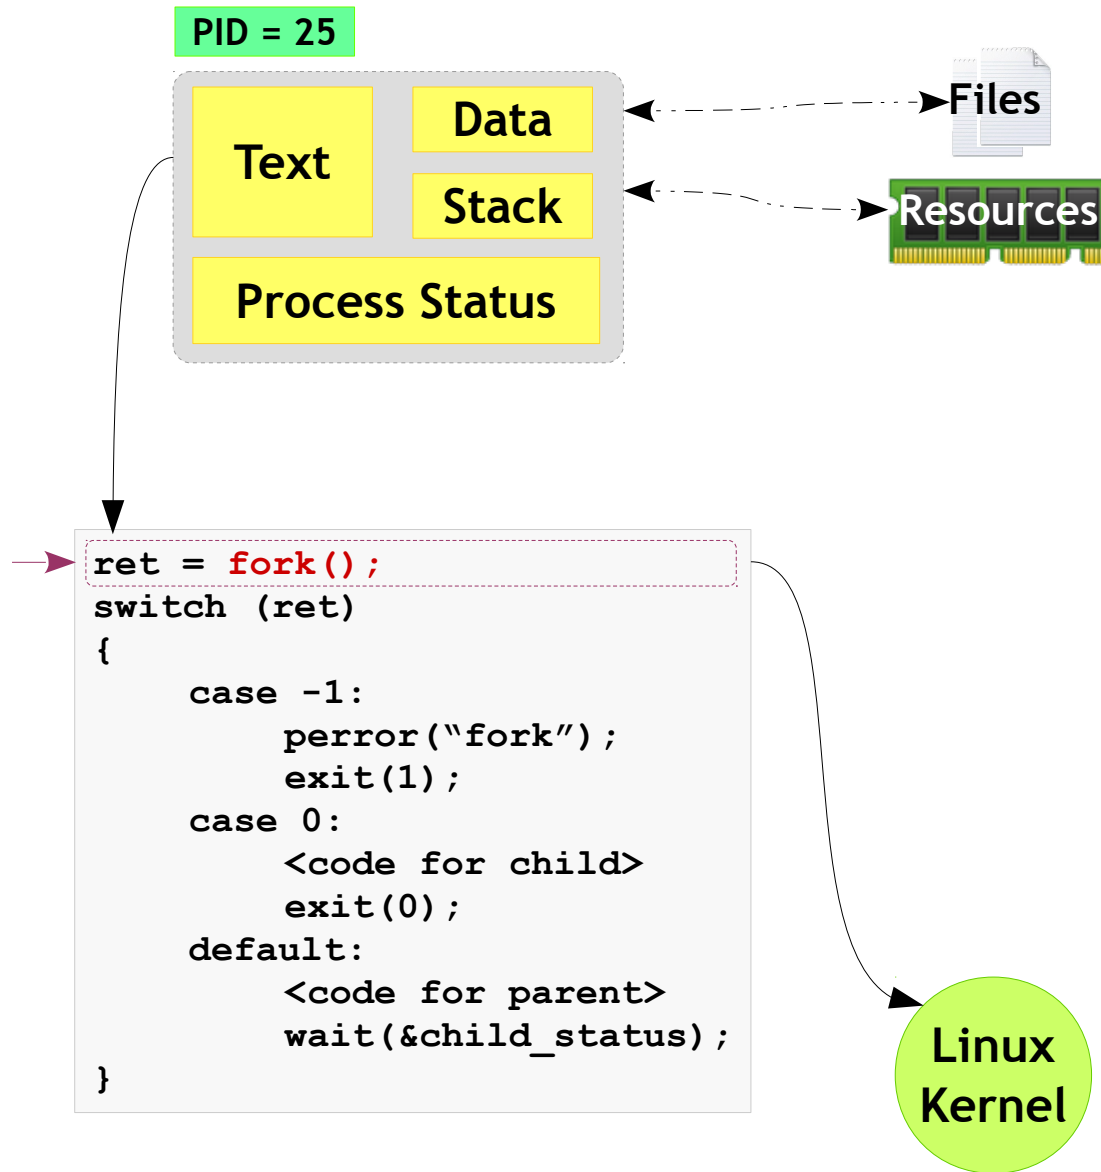 PID = 25
Text
Data
Stack
Process Status
Files
Resources
ret = fork();
switch (ret)
{
case -1:
perror(“fork”);
exit(1);
case 0:
<code for child>
exit(0);
default:
<code for parent>
wait(&child_status);
}
Linux
Kernel